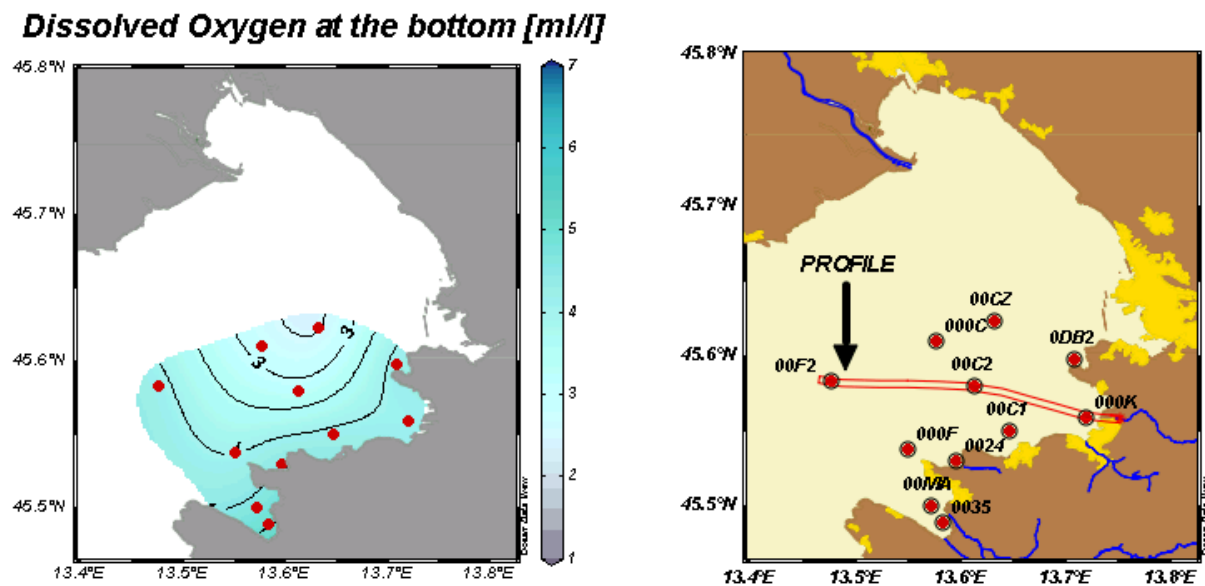 Dissolved Oxygen at the bottom [ml/l]
45.8°N
45.7°N
45.6°N
45.5°N
13.4°E
13.5°E
13.6°E
13.7°E
13.8°E
3
3
7
6
5
4
3
2
1
Ocean Data View
45.8°N
45.7°N
45.6°N
45.5°N
PROFILE
00CZ
000C
0DB2
00F2
00C2
000K
00C1
000F
0024
00MA
0035
13.4°E
13.5°E
13.6°E
13.7°E
13.8°E
Ocean Data View